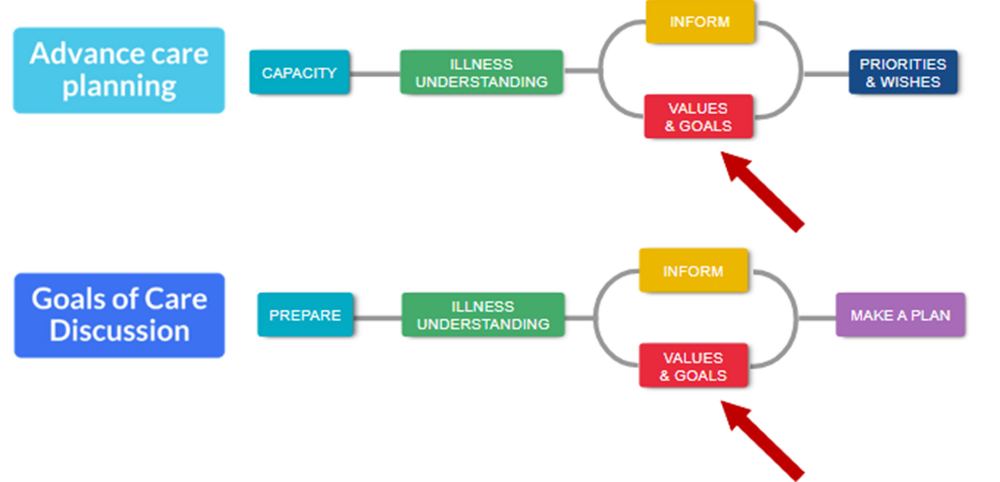 Advance care
planning
CAPACITY
ILLNESS
UNDERSTANDING
INFORM
VALUES
& GOALS
PRIORITIES
& WISHES
Goals of Care
Discussion
PREPARE
ILLNESS
UNDERSTANDING
INFORM
VALUES
& GOALS
MAKE A PLAN